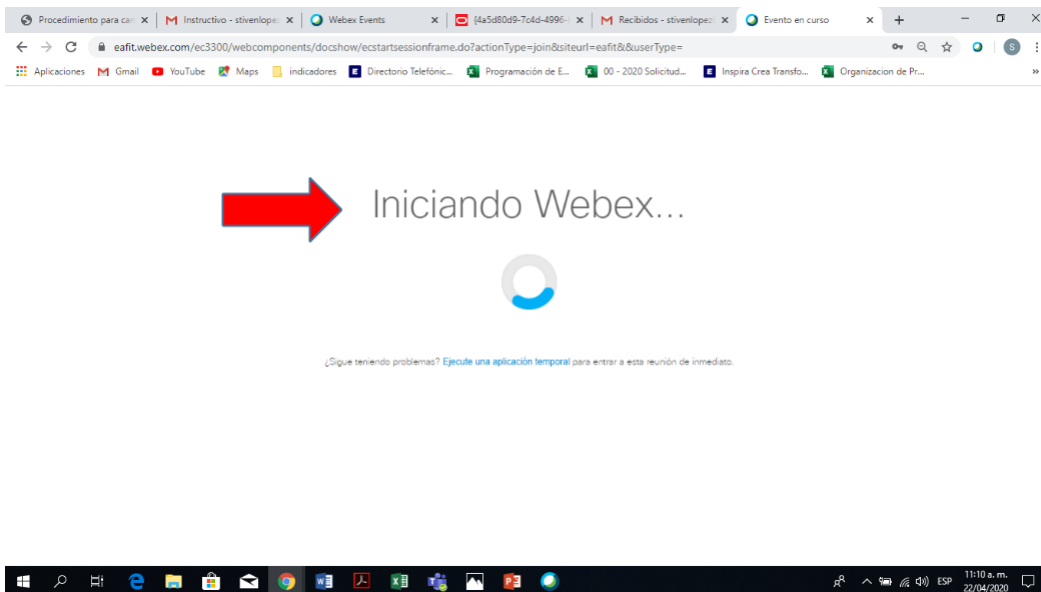 Procedimiento para can
Instructivo - stivenlope
Webex Events
{4a5d80d9-7c4d-4996-
Recibidos - stivenlopez
Evento en curso
eafit.webex.com/ec3300/webcomponents/docshow/ecstartsessionframe.do?actionType=join&siteurl=eafit&&userType=
S
Aplicaciones
Gmail
YouTube
Maps
indicadores
Directorio Telefónic...
Programación de E...
00 - 2020 Solicitud...
Inspira Crea Transfo...
Organizacion de Pr...
»
Iniciando Webex...
¿Sigue teniendo problemas? Ejecute una aplicación temporal para entrar a esta reunión de inmediato.
ESP
11:10 a. m.
22/04/2020